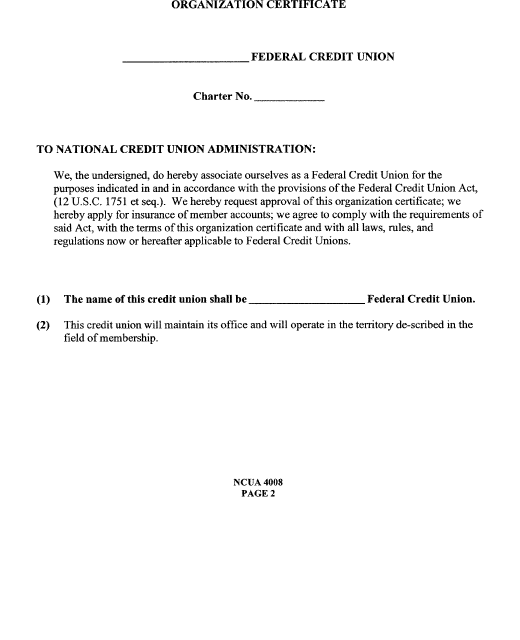 ORGANIZATION CERTIFICATE
____________________ FEDERAL CREDIT UNION
Charter No. ____________
TO NATIONAL CREDIT UNION ADMINISTRATION:
We, the undersigned, do hereby associate ourselves as a Federal Credit Union for the
purposes indicated in and in accordance with the provisions of the Federal Credit Union Act,
(12 U.S.C. 1751 et seq.). We hereby request approval of this organization certificate; we
hereby apply for insurance of member accounts; we agree to comply with the requirements of
said Act, with the terms of this organization certificate and with all laws, rules, and
regulations now or hereafter applicable to Federal Credit Unions.
(1) The name of this credit union shall be ____________________ Federal Credit Union.
(2) This credit union will maintain its office and will operate in the territory de-scribed in the
field of membership.
NCUA 4008
PAGE 2